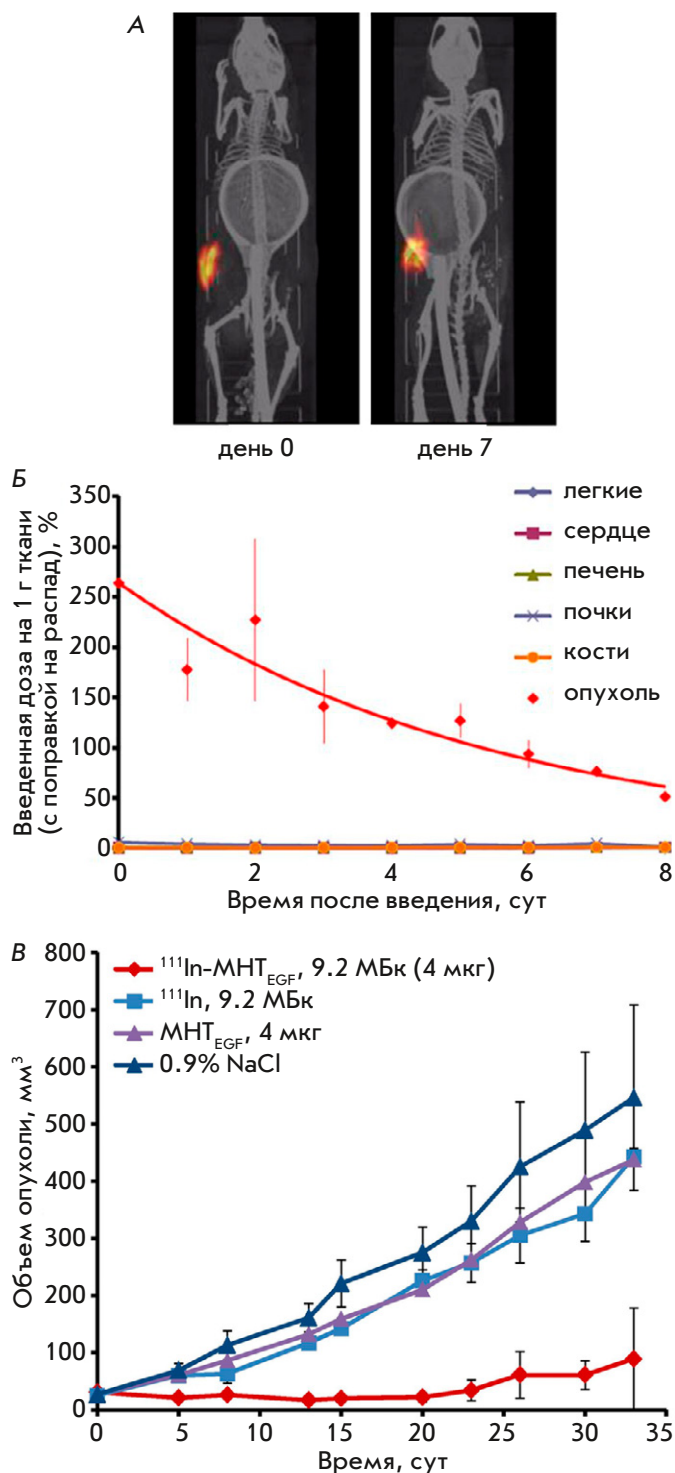 А
день 0
день 7
Б
Введенная доза на 1 г ткани
(с поправкой на распад), %
350
300
250
200
150
100
50
0
0 2 4 6 8
Время после введения, сут
легкие
сердце
печень
почки
кости
опухоль
В
Объем опухоли, мм³
800
700
600
500
400
300
200
100
0
¹¹¹In-МНТEGF, 9.2 МБк (4 мкг)
¹¹¹In, 9.2 МБк
МНТEGF, 4 мкг
0.9% NaCl
0 5 10 15 20 25 30 35
Время, сут